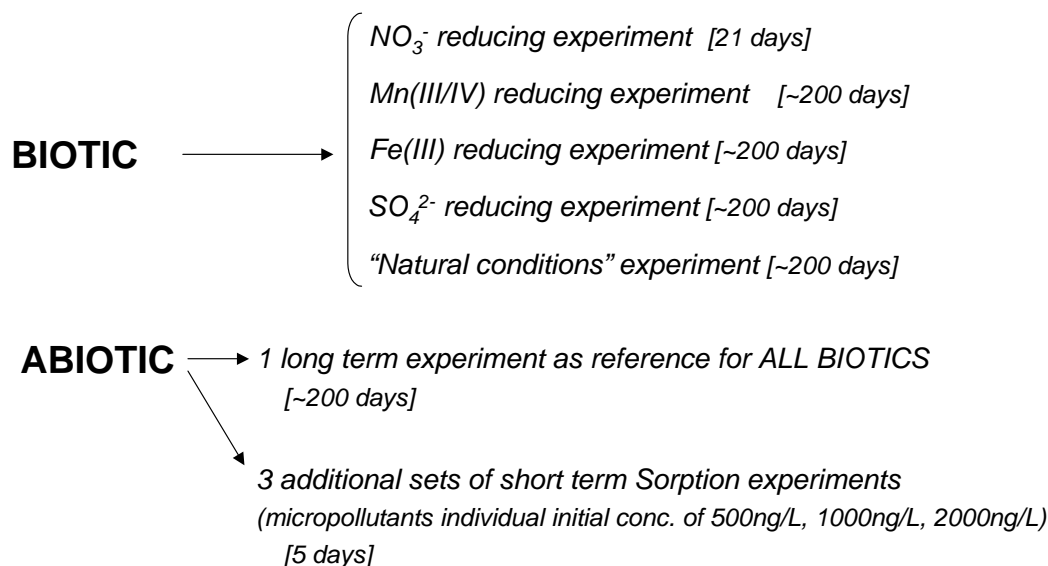 NO₃⁻ reducing experiment [21 days]
Mn(III/IV) reducing experiment [~200 days]
BIOTIC
Fe(III) reducing experiment [~200 days]
SO₄²⁻ reducing experiment [~200 days]
“Natural conditions” experiment [~200 days]
ABIOTIC
1 long term experiment as reference for ALL BIOTICS
[~200 days]
3 additional sets of short term Sorption experiments
(micropollutants individual initial conc. of 500ng/L, 1000ng/L, 2000ng/L)
[5 days]